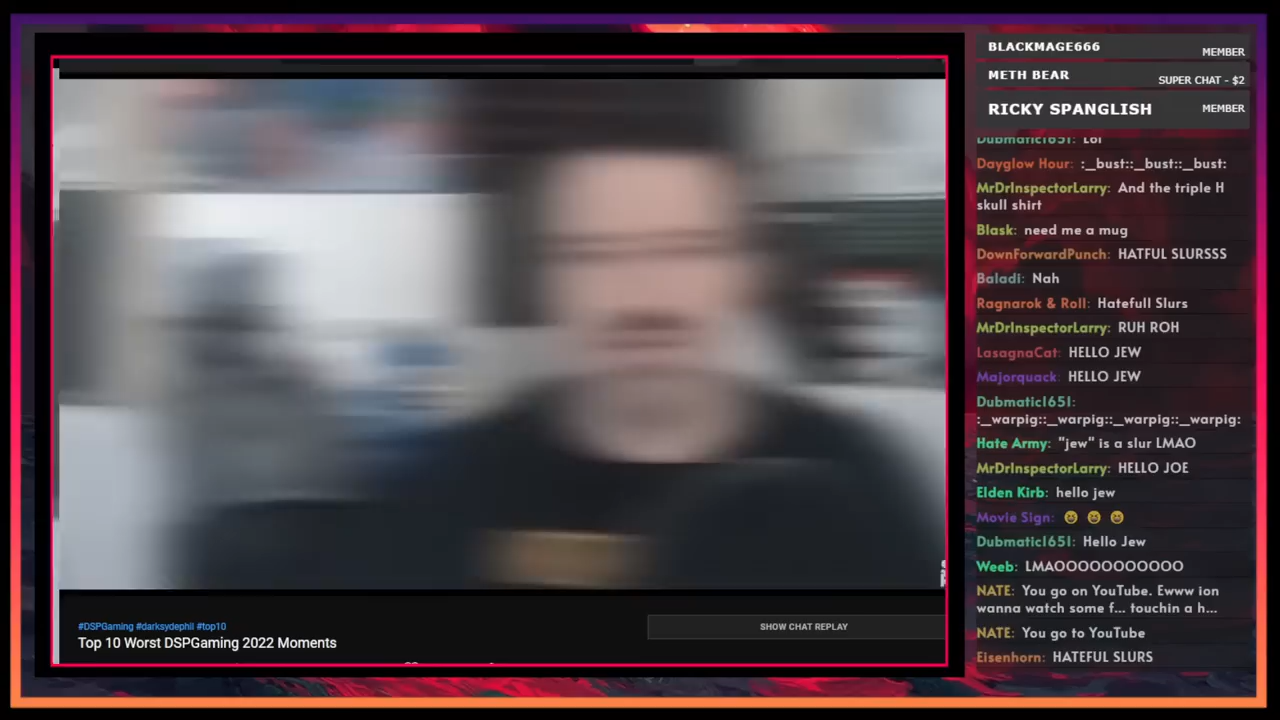 BLACKMAGE666
MEMBER
METH BEAR
SUPER CHAT - $2
RICKY SPANGLISH
MEMBER
Dubmatic1651: Lol
Dayglow Hour: :_bust::_bust::_bust:
MrDrInspectorLarry: And the triple H
skull shirt
Blask: need me a mug
DownForwardPunch: HATFUL SLURSSS
Baladi: Nah
Ragnarok & Roll: Hatefull Slurs
MrDrInspectorLarry: RUH ROH
LasagnaCat: HELLO JEW
Majorquack: HELLO JEW
Dubmatic1651:
:_warpig::_warpig::_warpig::_warpig:
Hate Army: "jew" is a slur LMAO
MrDrInspectorLarry: HELLO JOE
Elden Kirb: hello jew
Movie Sign: 😆 😆 😆
Dubmatic1651: Hello Jew
Weeb: LMAOOOOOOOOOOO
NATE: You go on YouTube. Ewww ion
wanna watch some f... touchin a h...
NATE: You go to YouTube
Eisenhorn: HATEFUL SLURS
#DSPGaming #darksydephil #top10
Top 10 Worst DSPGaming 2022 Moments
SHOW CHAT REPLAY